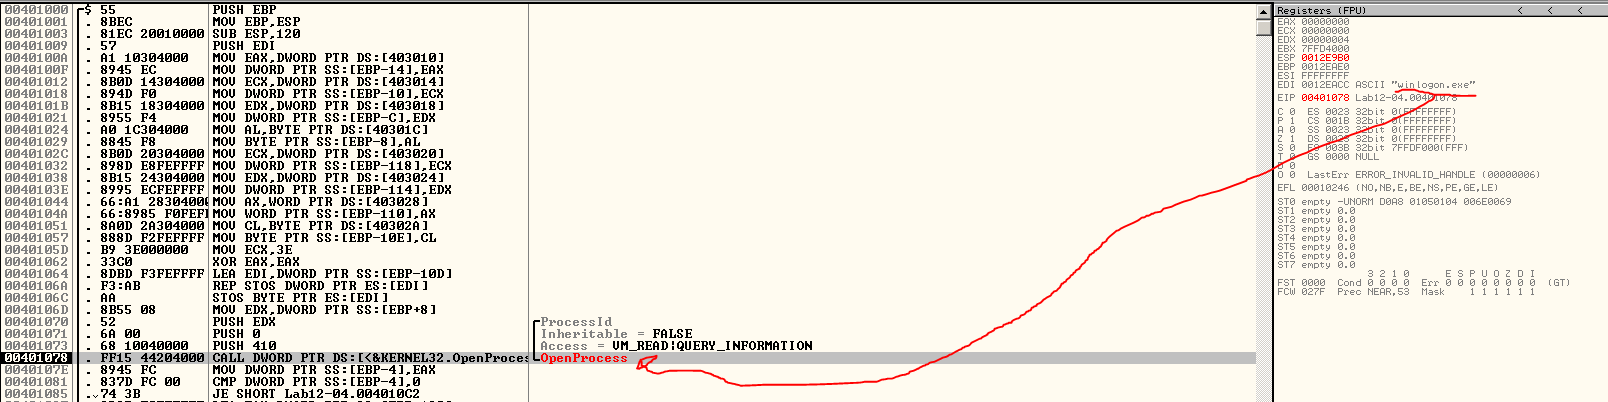 00401000 $ 55 PUSH EBP
00401001 . 8BEC MOV EBP,ESP
00401003 . 81EC 20010000 SUB ESP,120
00401009 . 57 PUSH EDI
0040100A . A1 10304000 MOV EAX,DWORD PTR DS:[403010]
0040100F . 8945 EC MOV DWORD PTR SS:[EBP-14],EAX
00401012 . 8B0D 14304000 MOV ECX,DWORD PTR DS:[403014]
00401018 . 894D F0 MOV DWORD PTR SS:[EBP-10],ECX
0040101B . 8B15 18304000 MOV EDX,DWORD PTR DS:[403018]
00401021 . 8955 F4 MOV DWORD PTR SS:[EBP-C],EDX
00401024 . A0 1C304000 MOV AL,BYTE PTR DS:[40301C]
00401029 . 8845 F8 MOV BYTE PTR SS:[EBP-8],AL
0040102C . 8B0D 20304000 MOV ECX,DWORD PTR DS:[403020]
00401032 . 898D E8FEFFFF MOV DWORD PTR SS:[EBP-118],ECX
00401038 . 8B15 24304000 MOV EDX,DWORD PTR DS:[403024]
0040103E . 8995 ECFEFFFF MOV DWORD PTR SS:[EBP-114],EDX
00401044 . 66:A1 28304000 MOV AX,WORD PTR DS:[403028]
0040104A . 66:8985 F0FEF MOV WORD PTR SS:[EBP-110],AX
00401051 . 8A0D 2A304000 MOV CL,BYTE PTR DS:[40302A]
00401057 . 888D F2FEFFFF MOV BYTE PTR SS:[EBP-10E],CL
0040105D . B9 3E000000 MOV ECX,3E
00401062 . 33C0 XOR EAX,EAX
00401064 . 8DBD F3FEFFFF LEA EDI,DWORD PTR SS:[EBP-10D]
0040106A . F3:AB REP STOS DWORD PTR ES:[EDI]
0040106C . AA STOS BYTE PTR ES:[EDI]
0040106D . 8B55 08 MOV EDX,DWORD PTR SS:[EBP+8]
00401070 . 52 PUSH EDX ProcessId
00401071 . 6A 00 PUSH 0 Inheritable = FALSE
00401073 . 68 10040000 PUSH 410 Access = VM_READ|QUERY_INFORMATION
00401078 . FF15 44204000 CALL DWORD PTR DS:[<&KERNEL32.OpenProces OpenProcess
0040107E . 8945 FC MOV DWORD PTR SS:[EBP-4],EAX
00401081 . 837D FC 00 CMP DWORD PTR SS:[EBP-4],0
00401085 . 74 3B JE SHORT Lab12-04.004010C2
Registers (FPU) < < <
EAX 00000000
ECX 00000000
EDX 00000004
EBX 7FFD4000
ESP 0012E9B0
EBP 0012EAE0
ESI FFFFFFFF
EDI 0012EACC ASCII "winlogon.exe"
EIP 00401078 Lab12-04.00401078
C 0 ES 0023 32bit 0(FFFFFFFF)
P 1 CS 001B 32bit 0(FFFFFFFF)
A 0 SS 0023 32bit 0(FFFFFFFF)
Z 1 DS 0023 32bit 0(FFFFFFFF)
S 0 FS 003B 32bit 7FFDF000(FFF)
T 0 GS 0000 NULL
D 0
O 0 LastErr ERROR_INVALID_HANDLE (00000006)
EFL 00010246 (NO,NB,E,BE,NS,PE,GE,LE)
ST0 empty -UNORM D0A8 01050104 006E0069
ST1 empty 0.0
ST2 empty 0.0
ST3 empty 0.0
ST4 empty 0.0
ST5 empty 0.0
ST6 empty 0.0
ST7 empty 0.0
3 2 1 0 E S P U O Z D I
FST 0000 Cond 0 0 0 0 Err 0 0 0 0 0 0 0 0 (GT)
FCW 027F Prec NEAR,53 Mask 1 1 1 1 1 1